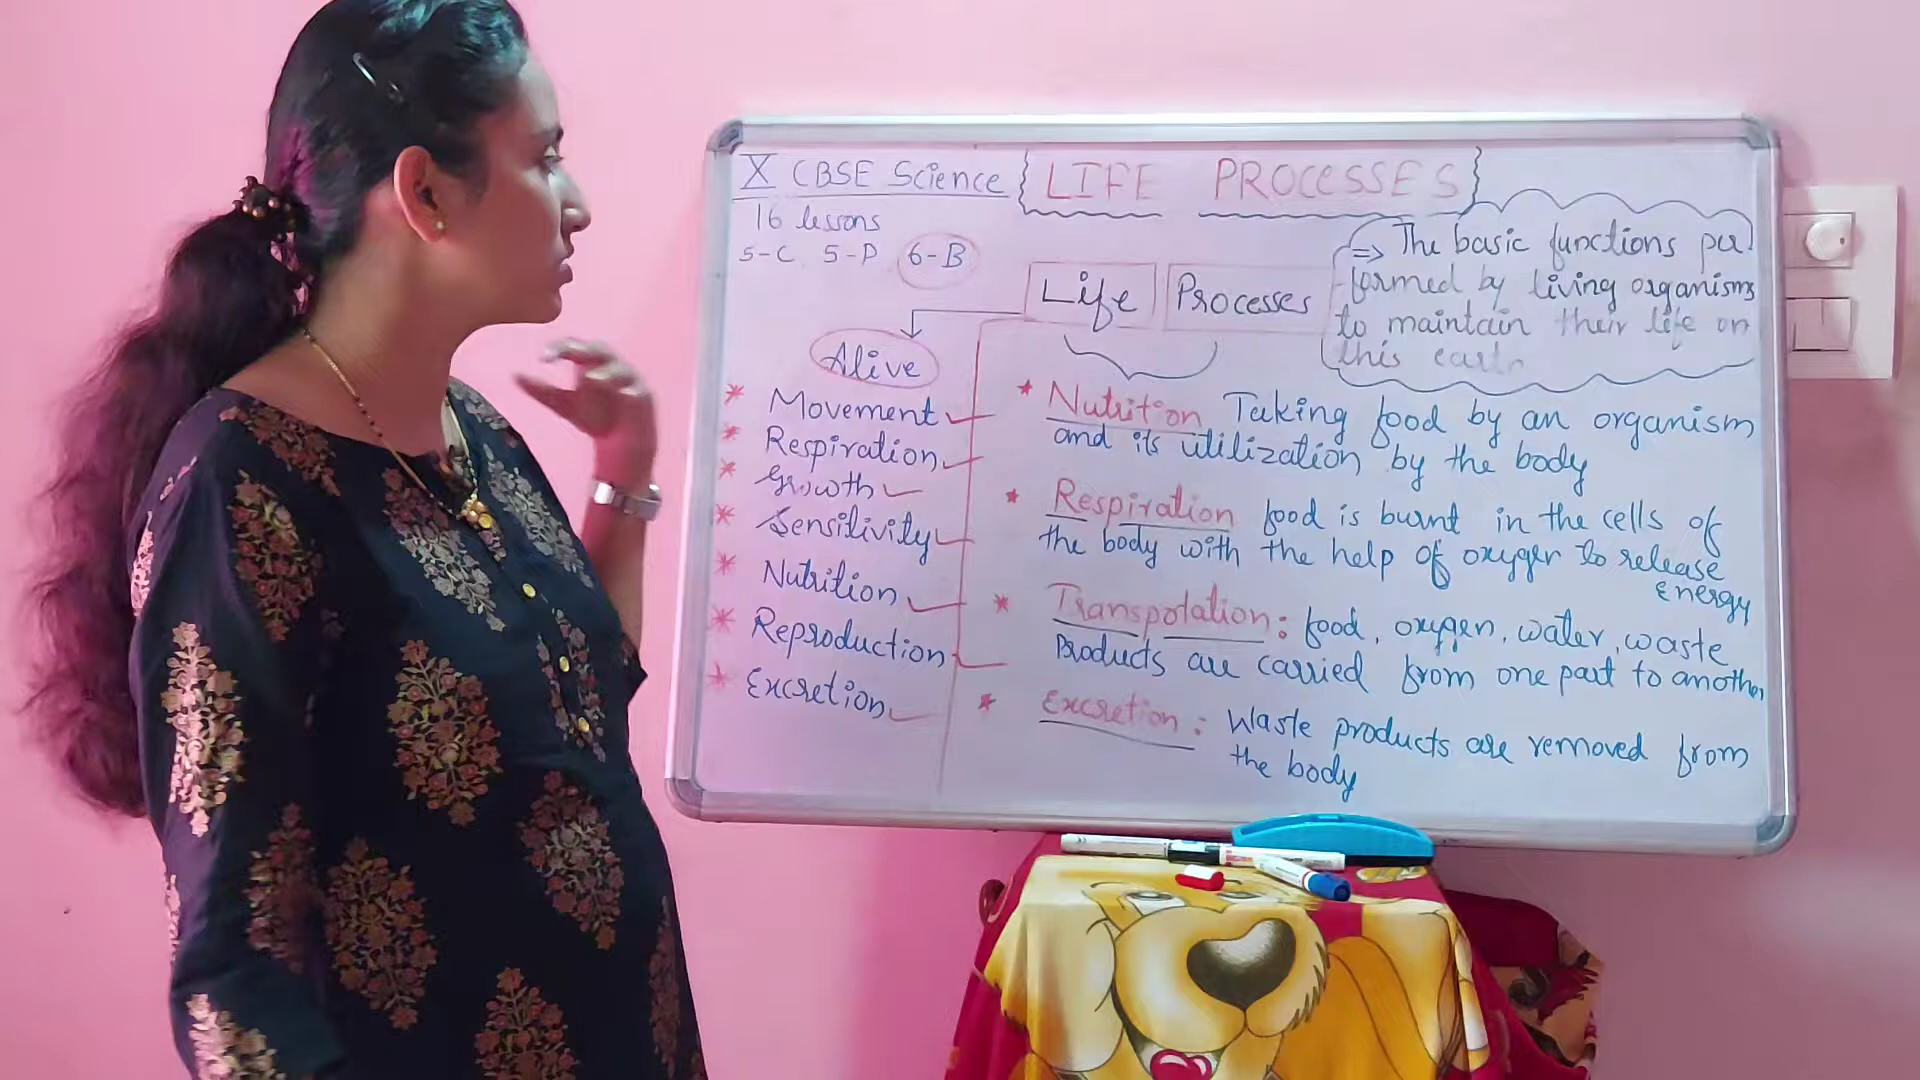 X CBSE Science
LIFE PROCESSES
16 lessons
5-C 5-P 6-B
=> The basic functions per
-formed by living organisms
to maintain their life on
this earth
Life Processes
Alive
* Movement
* Respiration
* Growth
* Sensitivity
* Nutrition
* Reproduction
* Excretion
* Nutrition Taking food by an organism
and its utilization by the body
* Respiration food is burnt in the cells of
the body with the help of oxygen to release
Energy
* Transpotation: food, oxygen, water, waste
Products are carried from one part to another
* Excretion: Waste products are removed from
the body